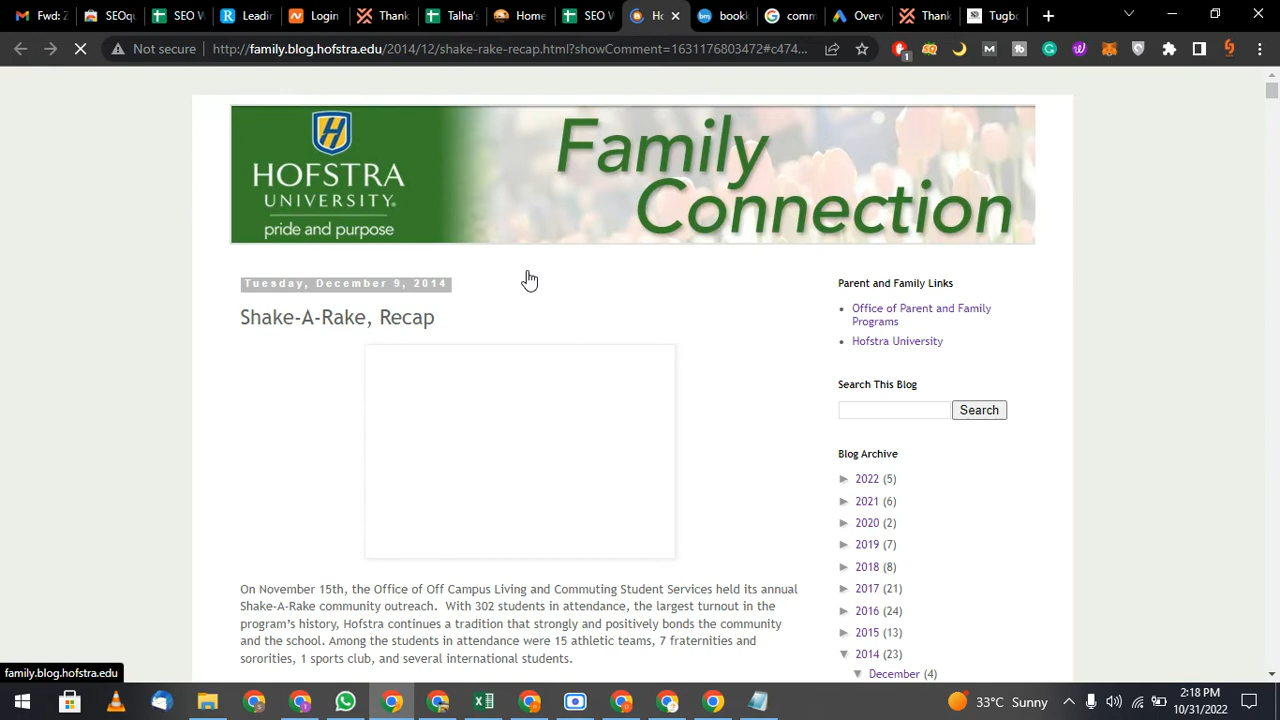 Fwd: Z
SEOqu
SEO W
Leadin
Login
Thank
Talha's
Home
SEO W
Ho
bookk
comm
Overv
Thank
Tugbo
Not secure
http://family.blog.hofstra.edu/2014/12/shake-rake-recap.html?showComment=1631176803472#c474...
HOFSTRA
UNIVERSITY®
pride and purpose
Family
Connection
Tuesday, December 9, 2014
Shake-A-Rake, Recap
On November 15th, the Office of Off Campus Living and Commuting Student Services held its annual
Shake-A-Rake community outreach.  With 302 students in attendance, the largest turnout in the
program's history, Hofstra continues a tradition that strongly and positively bonds the community
and the school. Among the students in attendance were 15 athletic teams, 7 fraternities and
sororities, 1 sports club, and several international students.
Parent and Family Links
Office of Parent and Family
Programs
Hofstra University
Search This Blog
Search
Blog Archive
2022 (5)
2021 (6)
2020 (2)
2019 (7)
2018 (8)
2017 (21)
2016 (24)
2015 (13)
2014 (23)
December (4)
family.blog.hofstra.edu
33°C Sunny
2:18 PM
10/31/2022